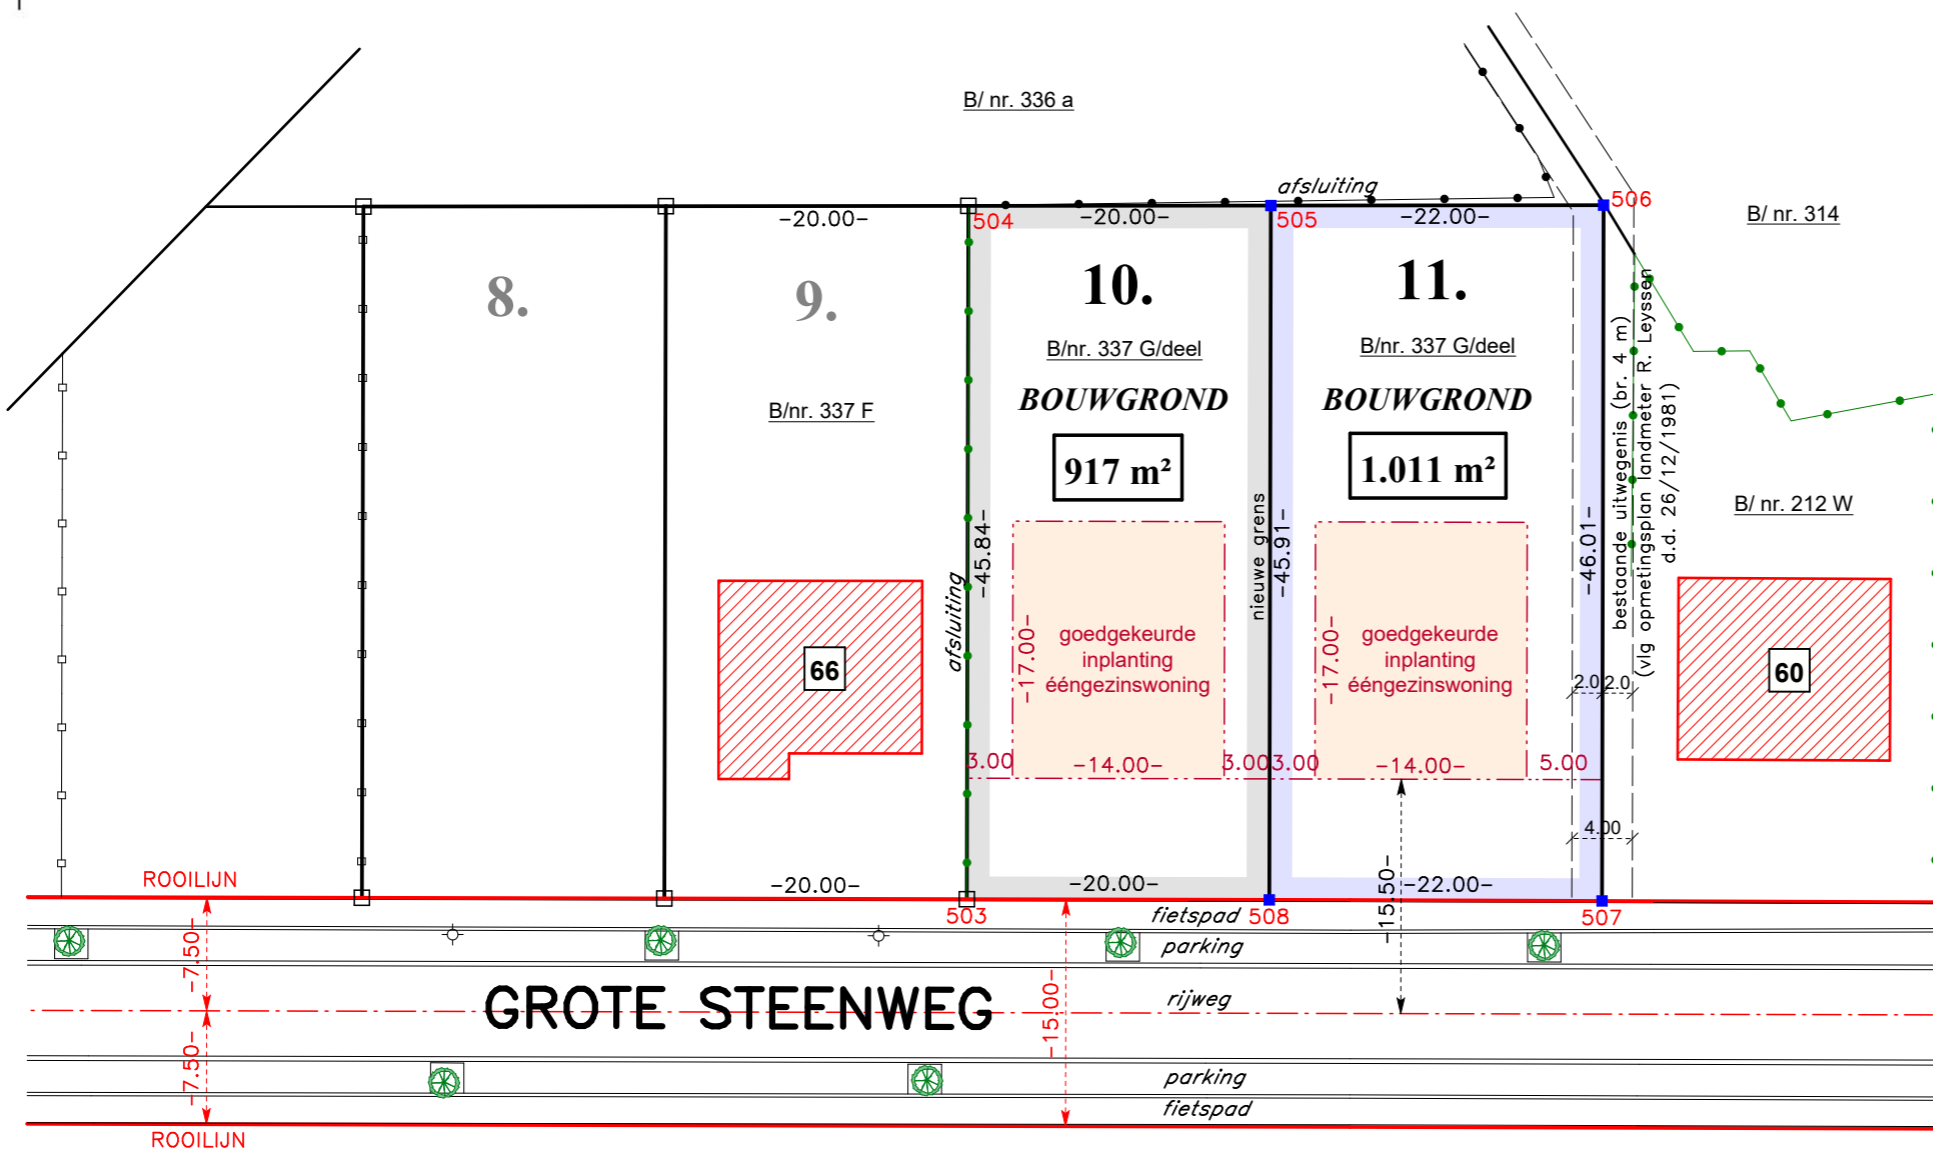 B/ nr. 336 a
afsluiting
506
B/ nr. 314
-20.00-
504
-20.00-
505
-22.00-
8.
9.
10.
11.
B/nr. 337 G/deel
B/nr. 337 G/deel
BOUWGROND
BOUWGROND
B/nr. 337 F
917 m²
1.011 m²
B/ nr. 212 W
bestaande uitwegenis (br. 4 m)
(vlg opmetingsplan landmeter R. Leyssen
d.d. 26/12/1981)
-45.84-
nieuwe grens
-45.91-
-46.01-
afsluiting
-17.00-
goedgekeurde
inplanting
ééngezinswoning
-17.00-
goedgekeurde
inplanting
ééngezinswoning
66
60
2.0
2.0
3.00
-14.00-
3.00
3.00
-14.00-
5.00
4.00
-15.50-
ROOILIJN
-20.00-
-20.00-
-22.00-
503
fietspad
508
507
-7.50-
parking
GROTE STEENWEG
rijweg
-15.00-
-7.50-
parking
fietspad
ROOILIJN